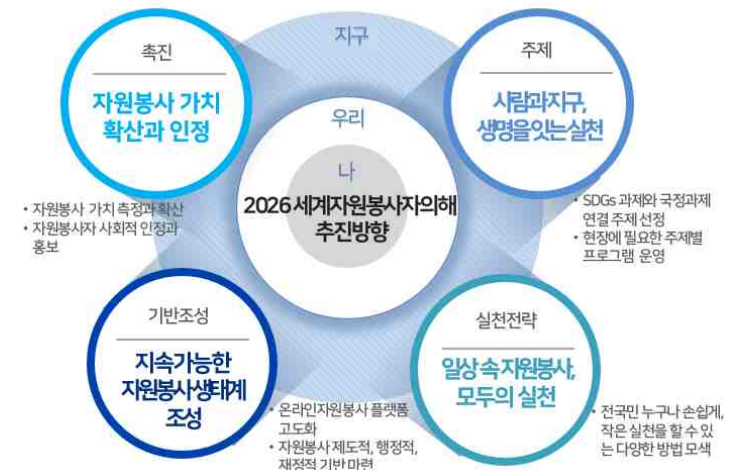 지구
우리
나
2026 세계자원봉사자의해
추진방향
촉진
자원봉사 가치
확산과 인정
• 자원봉사 가치 측정과 확산
• 자원봉사자 사회적 인정과
홍보
주제
사람과 지구,
생명을 잇는 실천
• SDGs 과제와 국정과제
연결 주제 선정
• 현장에 필요한 주제별
프로그램 운영
기반조성
지속가능한
자원봉사생태계
조성
• 온라인자원봉사 플랫폼
고도화
• 자원봉사 제도적, 행정적,
재정적 기반 마련
실천전략
일상 속 자원봉사,
모두의 실천
• 전국민 누구나 손쉽게,
작은 실천을 할 수 있
는 다양한 방법 모색